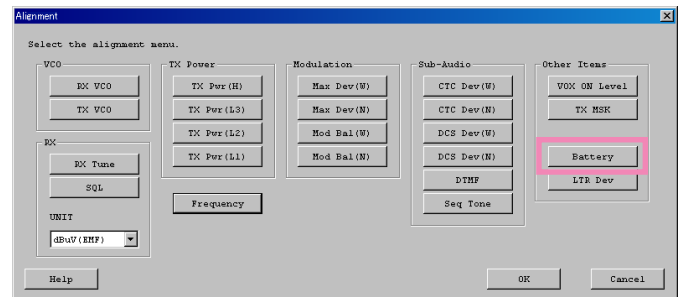 Alignment
Select the alignment menu.
VCO
RX VCO
TX VCO
RX
RX Tune
SQL
UNIT
dBuV(EMF)
TX Power
TX Pwr(H)
TX Pwr(L3)
TX Pwr(L2)
TX Pwr(L1)
Frequency
Modulation
Max Dev(W)
Max Dev(N)
Mod Bal(W)
Mod Bal(N)
Sub-Audio
CTC Dev(W)
CTC Dev(N)
DCS Dev(W)
DCS Dev(N)
DTMF
Seq Tone
Other Items
VOX ON Level
TX MSK
Battery
LTR Dev
Help
OK
Cancel